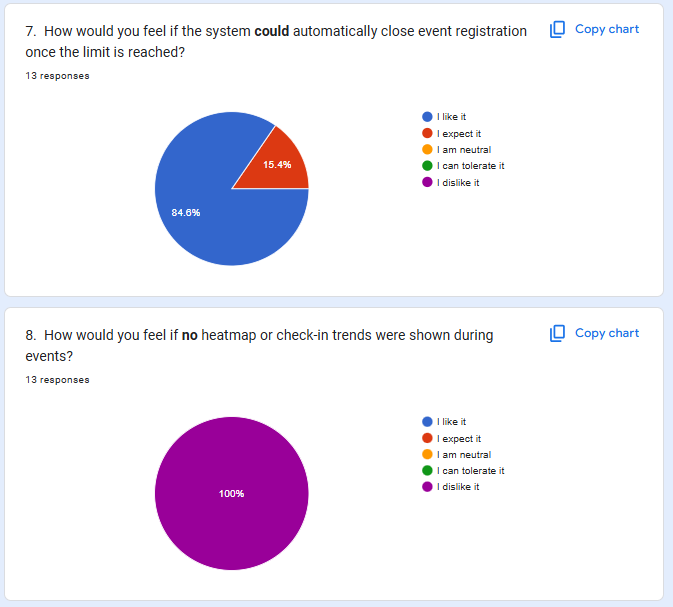 7. How would you feel if the system could automatically close event registration
once the limit is reached?
Copy chart
13 responses
I like it
I expect it
I am neutral
I can tolerate it
I dislike it
15.4%
84.6%
8. How would you feel if no heatmap or check-in trends were shown during
events?
Copy chart
13 responses
I like it
I expect it
I am neutral
I can tolerate it
I dislike it
100%